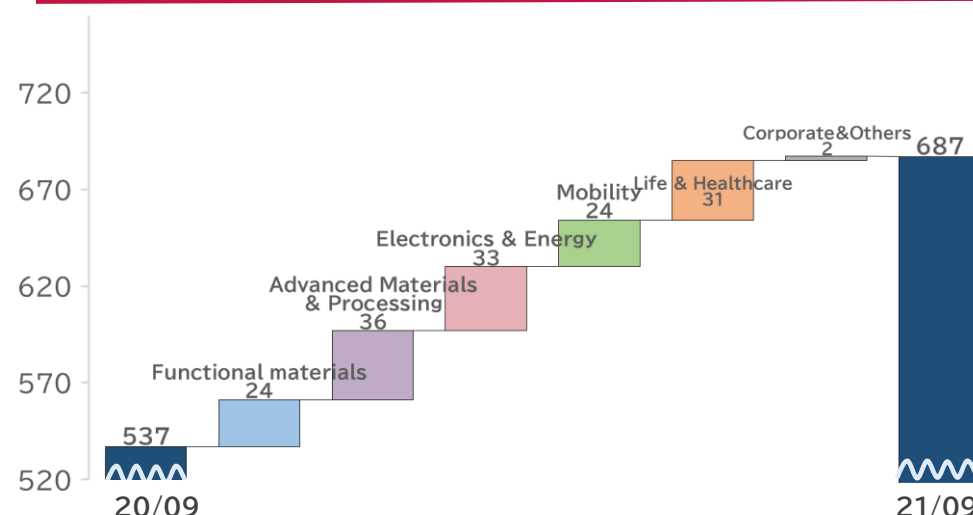 720
670
620
570
520
537
20/09
Functional materials
24
Advanced Materials
& Processing
36
Electronics & Energy
33
Mobility
24
Life & Healthcare
31
Corporate&Others
2
687
21/09